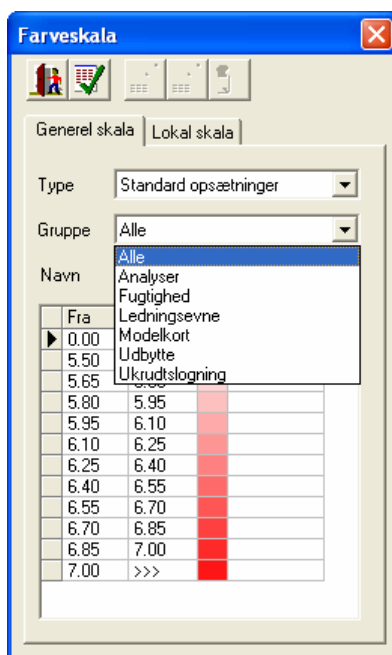 Farveskala
Generel skala Lokal skala
Type Standard opsætninger
Gruppe Alle
Alle
Analyser
Navn Fugtighed
Ledningsevne
Fra Modelkort
0.00 Udbytte
5.50 Ukrudtslogning
5.65
5.80 5.95
5.95 6.10
6.10 6.25
6.25 6.40
6.40 6.55
6.55 6.70
6.70 6.85
6.85 7.00
7.00 >>>